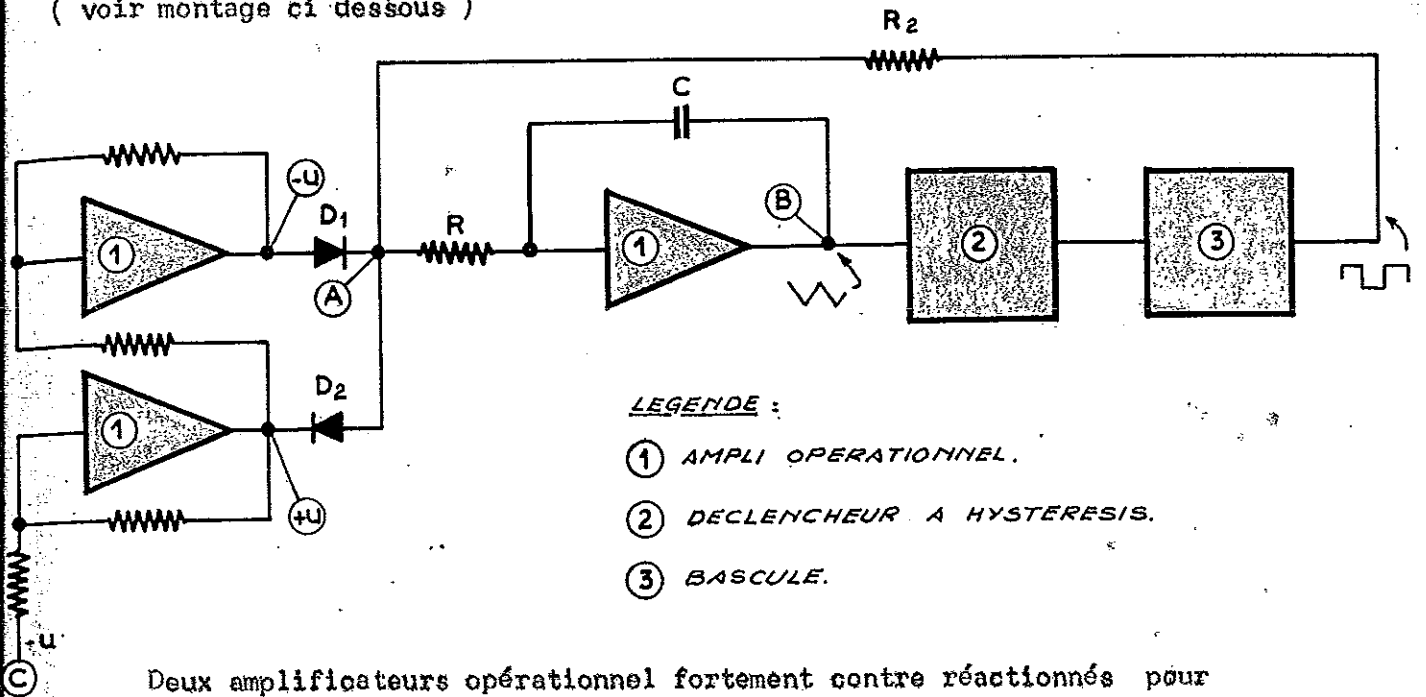 ( voir montage ci dessous )
R2
C
-u
D1
R
B
1
A
1
2
3
D2
1
+u
LEGENDE :
1 AMPLI OPERATIONNEL.
2 DECLENCHEUR A HYSTERESIS.
3 BASCULE.
-u
C
Deux amplificateurs opérationnel fortement contre réactionnés pour